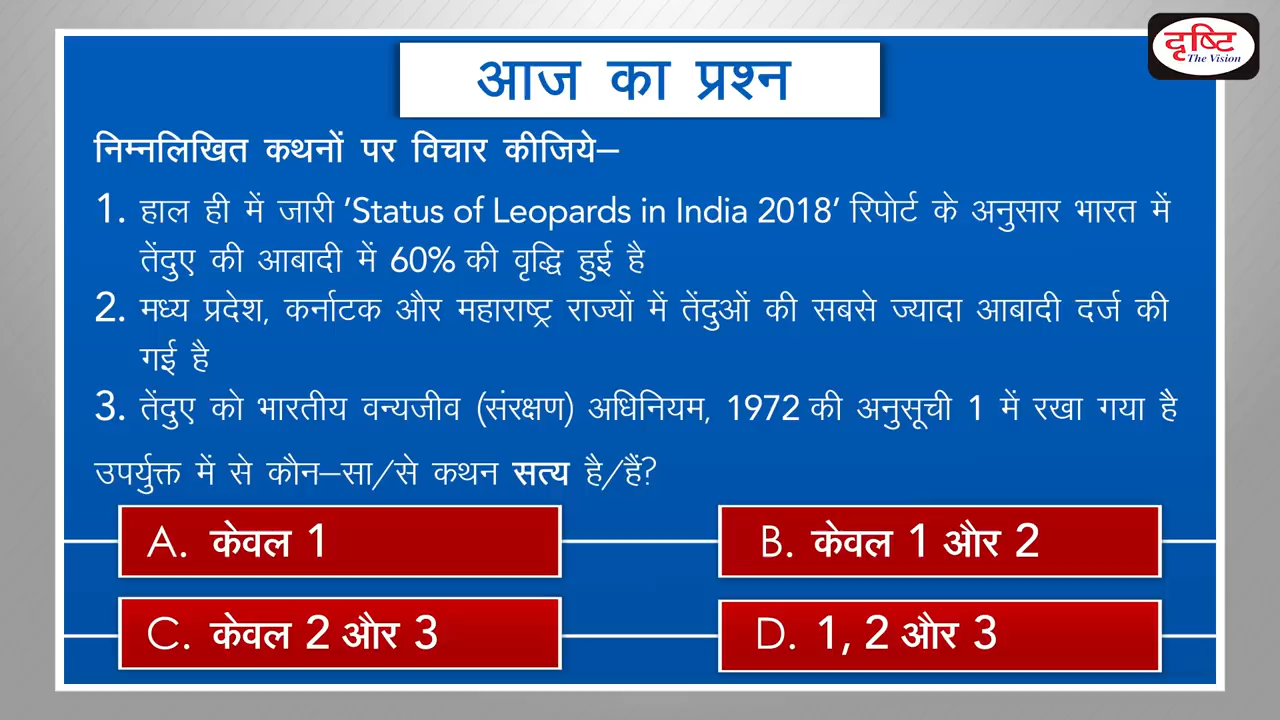 दृष्टि
The Vision
आज का प्रश्न
निम्नलिखित कथनों पर विचार कीजिये–
1. हाल ही में जारी ‘Status of Leopards in India 2018’ रिपोर्ट के अनुसार भारत में
तेंदुए की आबादी में 60% की वृद्धि हुई है
2. मध्य प्रदेश, कर्नाटक और महाराष्ट्र राज्यों में तेंदुओं की सबसे ज्यादा आबादी दर्ज की
गई है
3. तेंदुए को भारतीय वन्यजीव (संरक्षण) अधिनियम, 1972 की अनुसूची 1 में रखा गया है
उपर्युक्त में से कौन–सा/से कथन सत्य है/हैं?
A. केवल 1
B. केवल 1 और 2
C. केवल 2 और 3
D. 1, 2 और 3